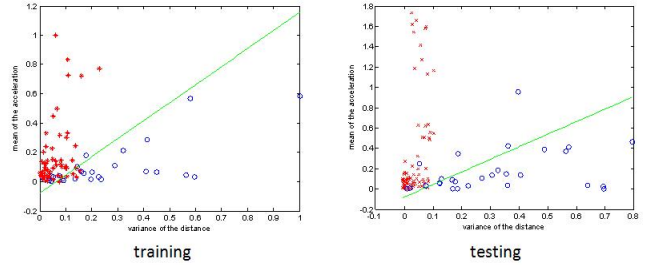 1.2
1
0.8
0.6
0.4
0.2
0
-0.2
0 0.1 0.2 0.3 0.4 0.5 0.6 0.7 0.8 0.9 1
mean of the acceleration
variance of the distance
training
1.8
1.6
1.4
1.2
1
0.8
0.6
0.4
0.2
0
-0.2
-0.1 0 0.1 0.2 0.3 0.4 0.5 0.6 0.7 0.8
mean of the acceleration
variance of the distance
testing